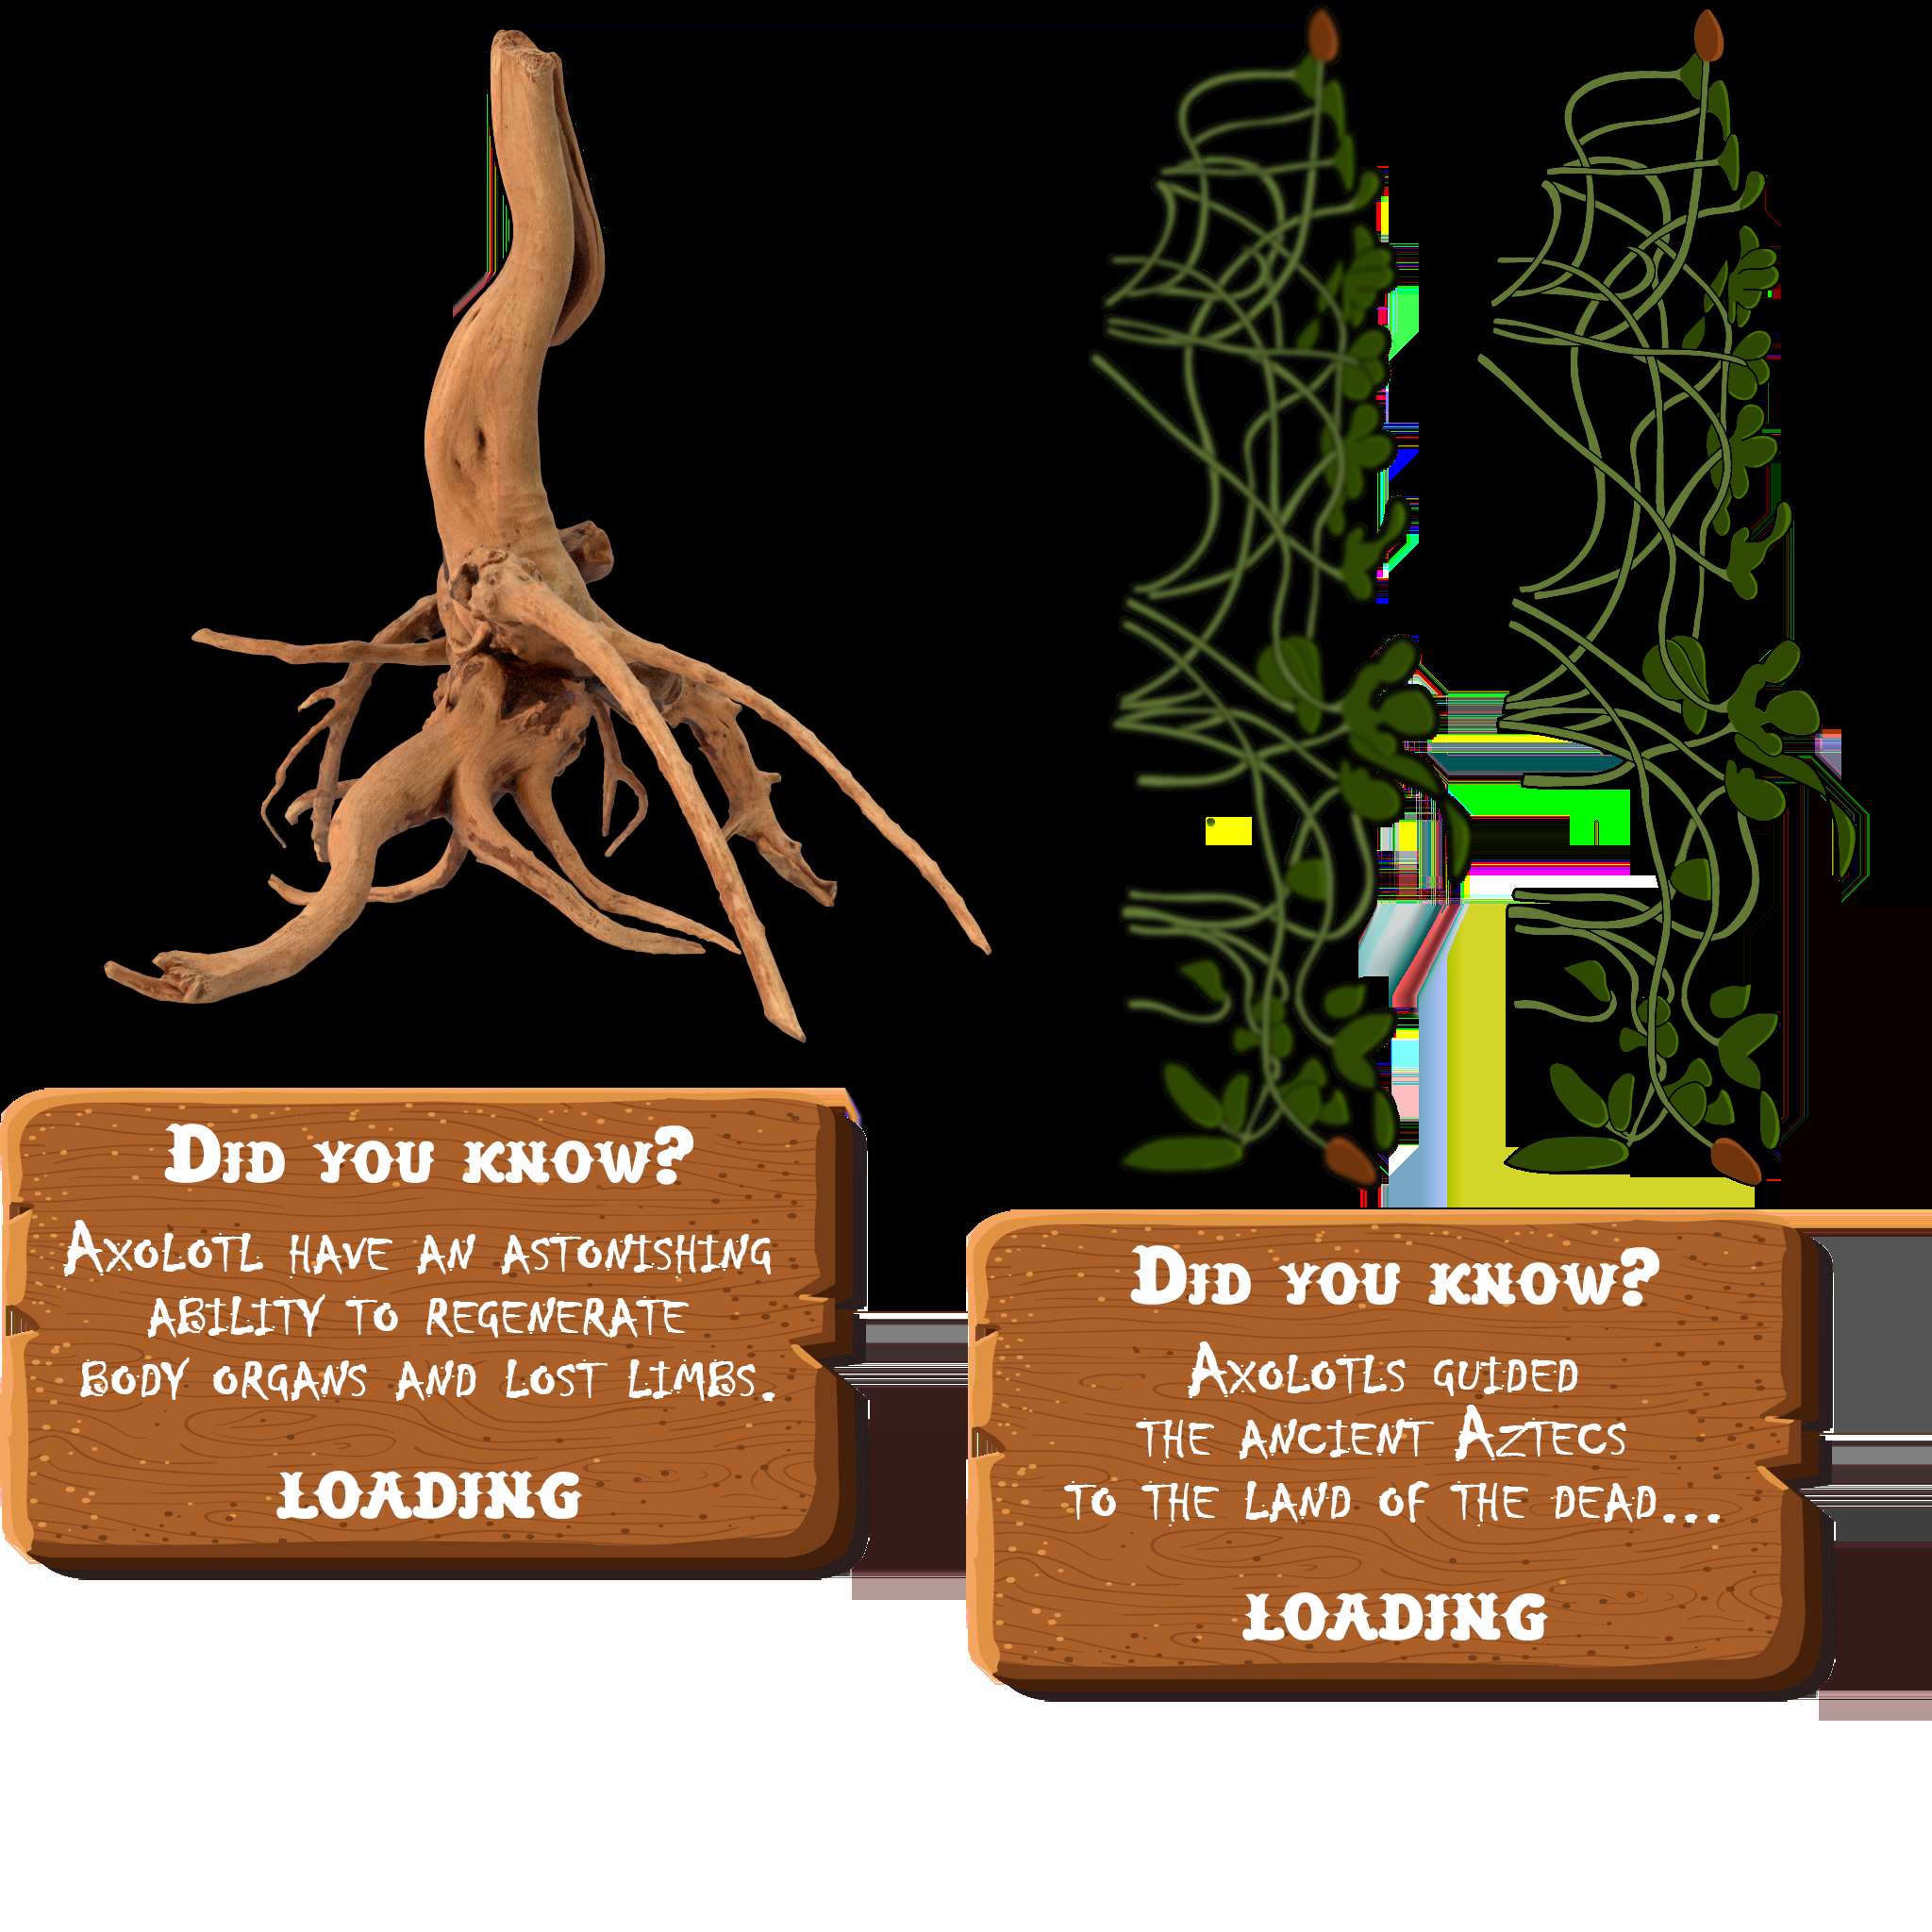 Did you know?
Axolotl have an astonishing
ability to regenerate
body organs and lost limbs.
LOADING
Did you know?
Axolotls guided
the ancient Aztecs
to the land of the dead...
LOADING